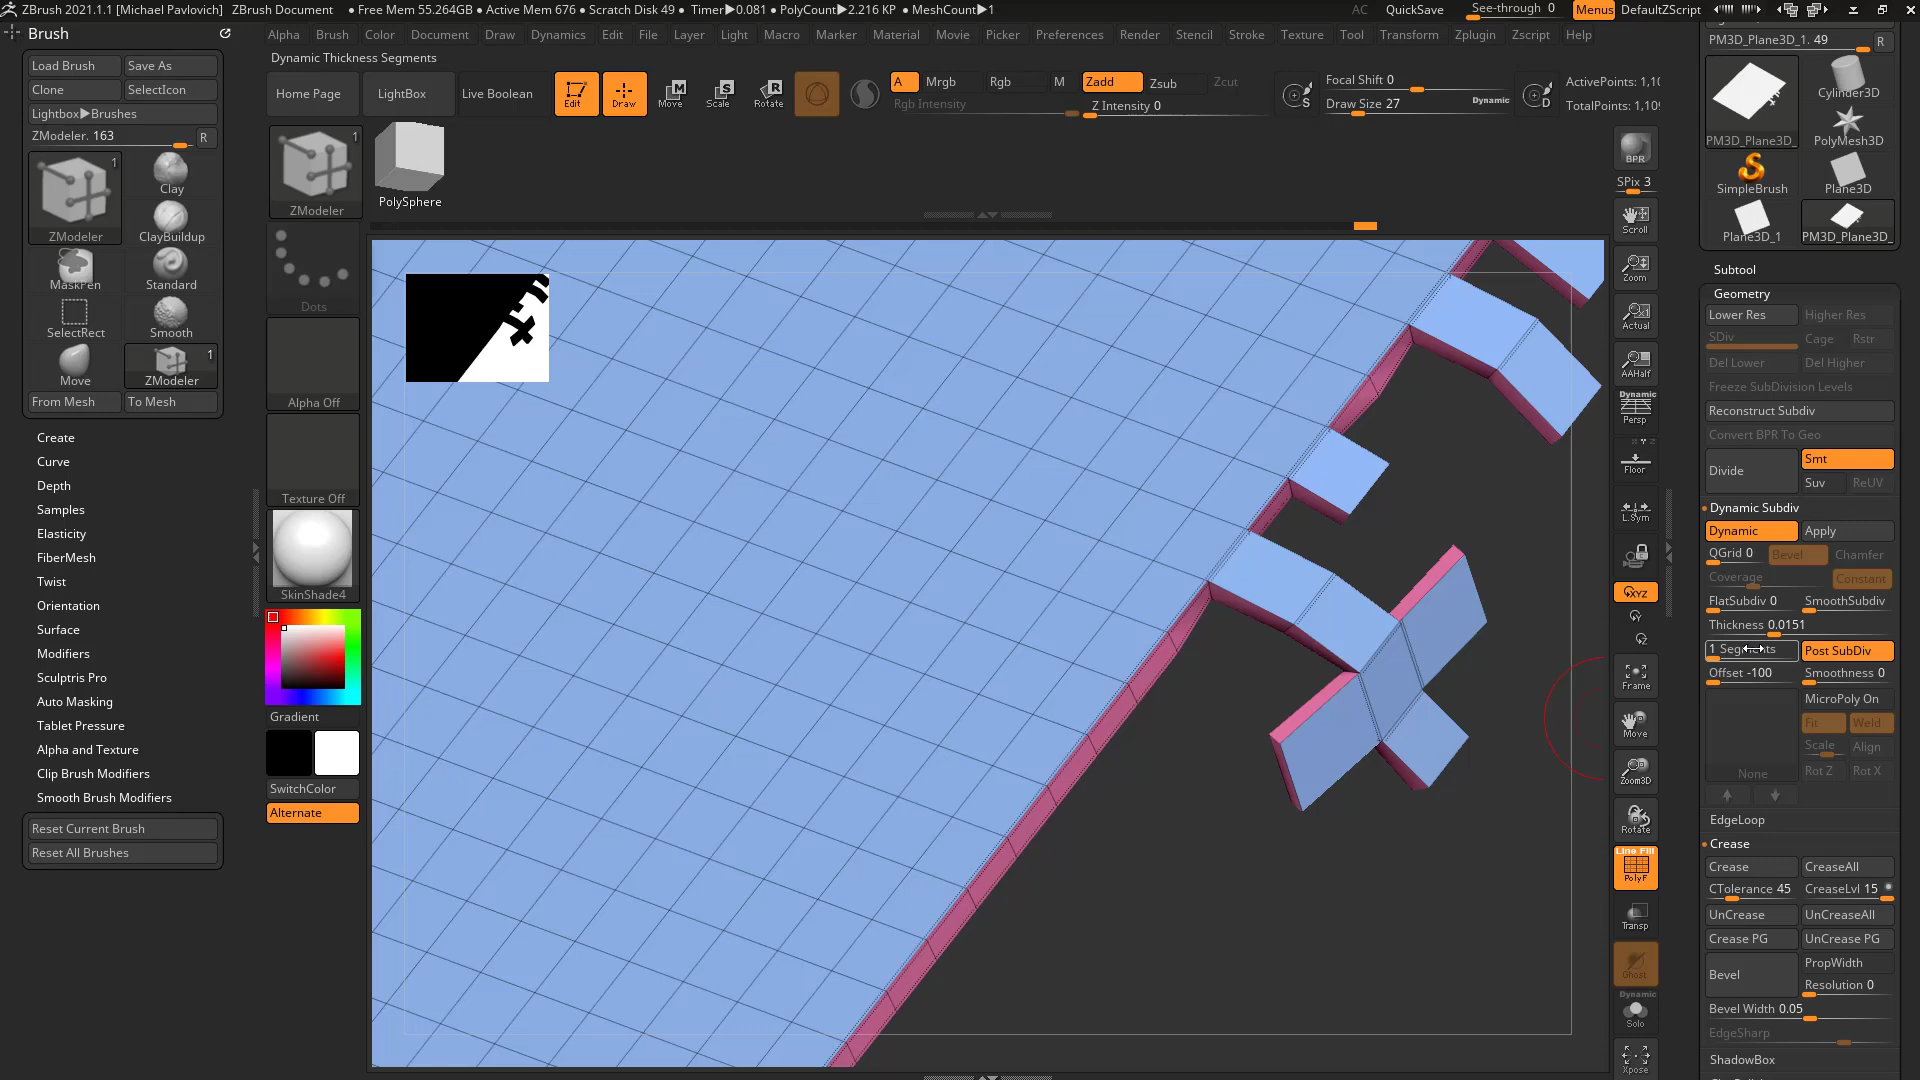 ZBrush 2021.1.1 [Michael Pavlovich] ZBrush Document ● Free Mem 55.264GB ● Active Mem 676 ● Scratch Disk 49 ● Timer▶0.081 ● PolyCount▶2.216 KP ● MeshCount▶1 AC QuickSave See-through 0 Menus DefaultZScript
Brush
Alpha Brush Color Document Draw Dynamics Edit File Layer Light Macro Marker Material Movie Picker Preferences Render Stencil Stroke Texture Tool Transform Zplugin Zscript Help
Dynamic Thickness Segments
Load Brush Save As
Clone SelectIcon
Lightbox▶Brushes
ZModeler. 163 R
1
ZModeler
Clay
ClayBuildup
MaskPen Standard
SelectRect Smooth
Move
ZModeler 1
From Mesh To Mesh
Create
Curve
Depth
Samples
Elasticity
FiberMesh
Twist
Orientation
Surface
Modifiers
Sculptris Pro
Auto Masking
Tablet Pressure
Alpha and Texture
Clip Brush Modifiers
Smooth Brush Modifiers
Reset Current Brush
Reset All Brushes
Home Page LightBox Live Boolean Edit Draw Move Scale Rotate
A Mrgb Rgb M Zadd Zsub Zcut
Rgb Intensity Z Intensity 0
Focal Shift 0
Draw Size 27 Dynamic
S D
ActivePoints: 1,10
TotalPoints: 1,10
1
ZModeler
PolySphere
Dots
Alpha Off
Texture Off
SkinShade4
Gradient
SwitchColor
Alternate
BPR
SPix 3
Scroll
Zoom
Actual
AAHalf
Dynamic
Persp
Floor
L.Sym
XYZ
Frame
Move
Zoom3D
Rotate
Line Fill
PolyF
Transp
Ghost
Dynamic
Solo
Xpose
PM3D_Plane3D_1. 49 R
PM3D_Plane3D_
Cylinder3D
PolyMesh3D
SimpleBrush Plane3D
Plane3D_1 PM3D_Plane3D_
Subtool
Geometry
Lower Res Higher Res
SDiv Cage Rstr
Del Lower Del Higher
Freeze SubDivision Levels
Reconstruct Subdiv
Convert BPR To Geo
Divide Smt
Suv ReUV
Dynamic Subdiv
Dynamic Apply
QGrid 0 Bevel Chamfer
Coverage Constant
FlatSubdiv 0 SmoothSubdiv
Thickness 0.0151
1 Segments Post SubDiv
Offset -100 Smoothness 0
MicroPoly On
Fit Weld
Scale Align
None Rot Z Rot X
EdgeLoop
Crease
Crease CreaseAll
CTolerance 45 CreaseLvl 15
UnCrease UnCreaseAll
Crease PG UnCrease PG
Bevel PropWidth
Resolution 0
Bevel Width 0.05
EdgeSharp
ShadowBox